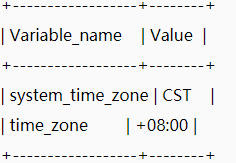 +------------------+--------+
| Variable_name | Value |
+------------------+--------+
| system_time_zone | CST |
| time_zone | +08:00 |
+------------------+--------+